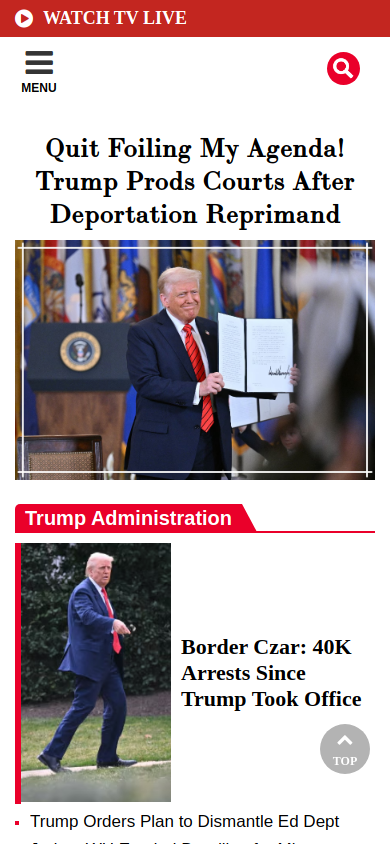 WATCH TV LIVE
MENU
Quit Foiling My Agenda!
Trump Prods Courts After
Deportation Reprimand
Trump Administration
Border Czar: 40K
Arrests Since
Trump Took Office
TOP
Trump Orders Plan to Dismantle Ed Dept